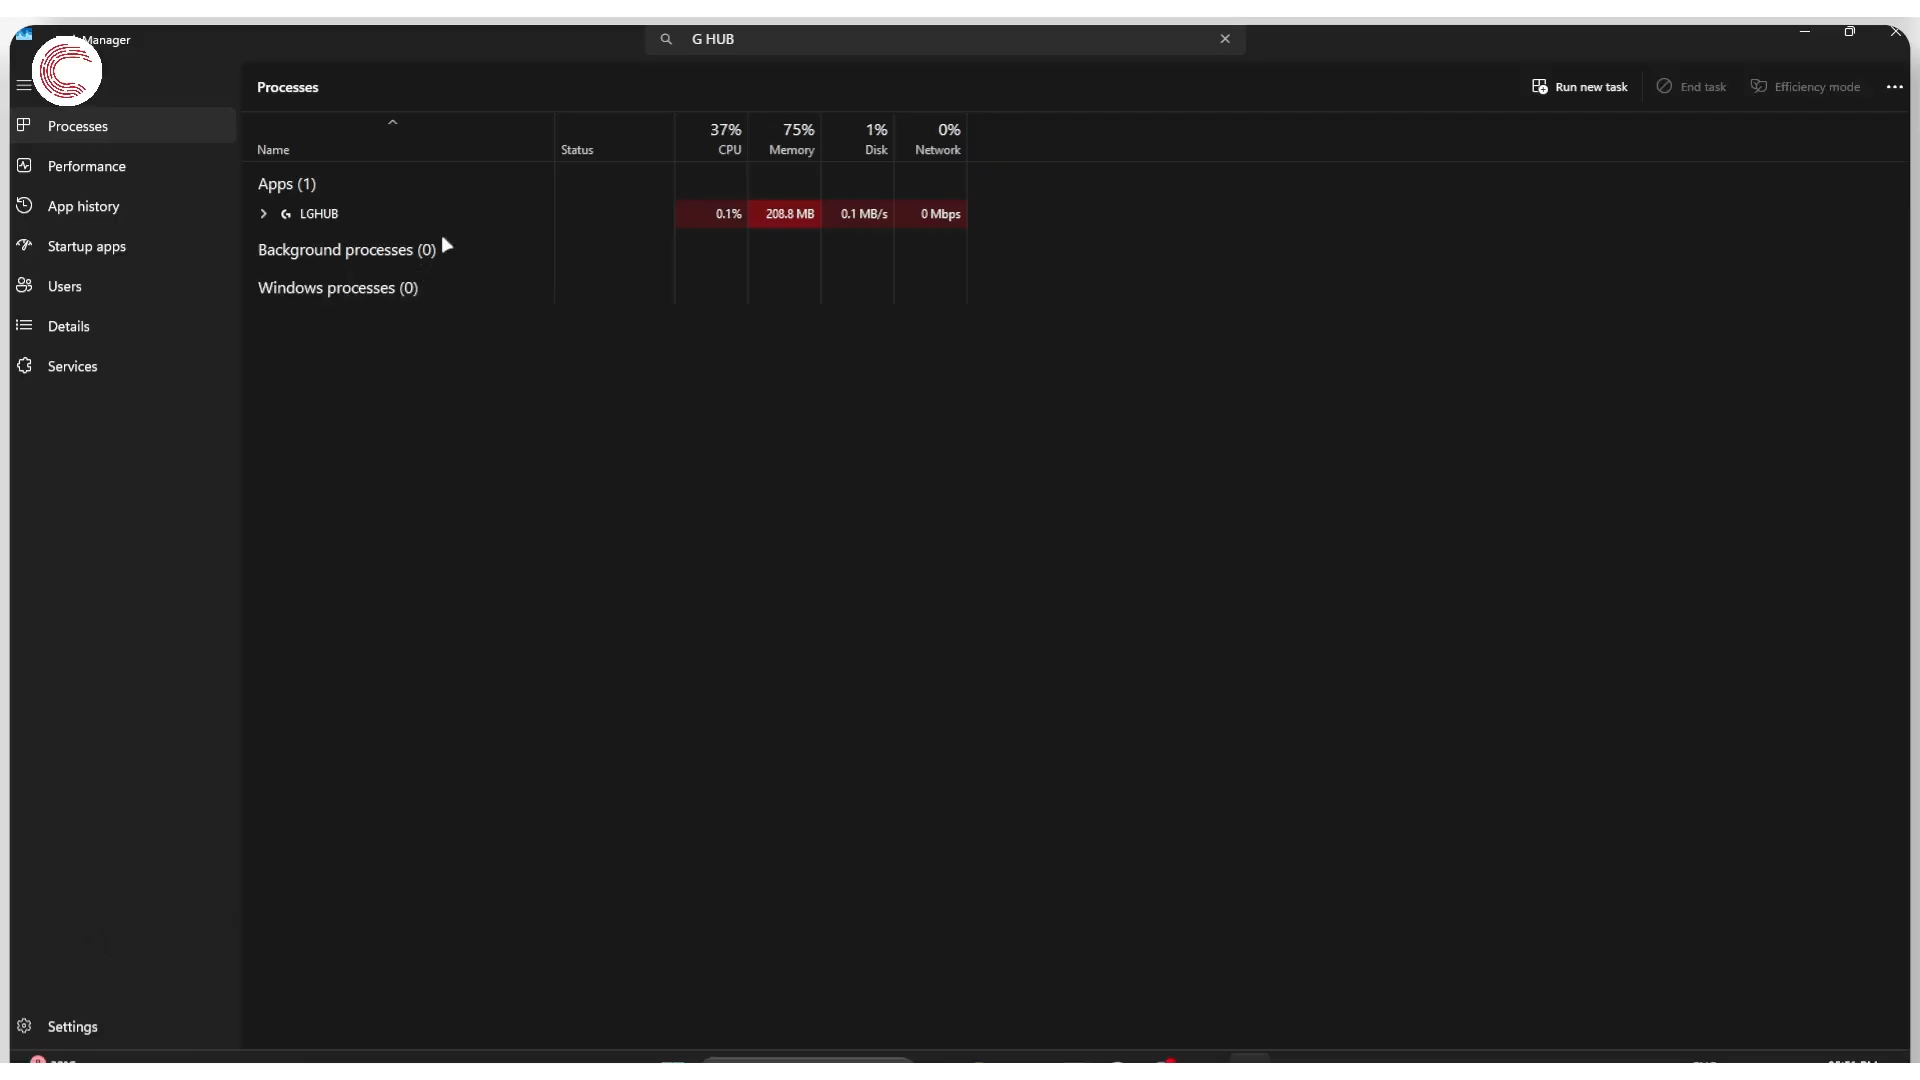 Manager
G HUB
Processes
Run new task
End task
Efficiency mode
Processes
Performance
App history
Startup apps
Users
Details
Services
Settings
37% 75% 1% 0%
Name Status CPU Memory Disk Network
Apps (1)
LGHUB 0.1% 208.8 MB 0.1 MB/s 0 Mbps
Background processes (0)
Windows processes (0)